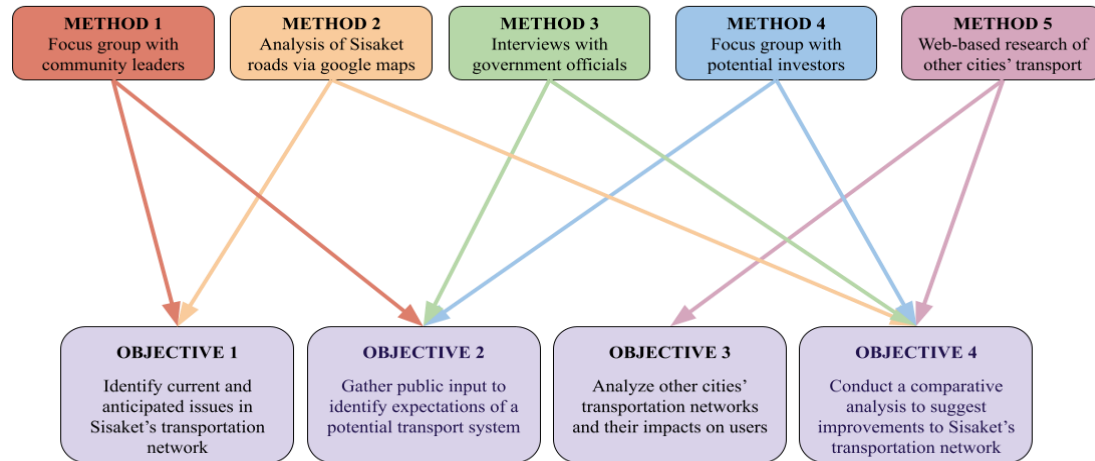 METHOD 1
Focus group with
community leaders
METHOD 2
Analysis of Sisaket
roads via google maps
METHOD 3
Interviews with
government officials
METHOD 4
Focus group with
potential investors
METHOD 5
Web-based research of
other cities' transport
OBJECTIVE 1
Identify current and
anticipated issues in
Sisaket's transportation
network
OBJECTIVE 2
Gather public input to
identify expectations of a
potential transport system
OBJECTIVE 3
Analyze other cities'
transportation networks
and their impacts on users
OBJECTIVE 4
Conduct a comparative
analysis to suggest
improvements to Sisaket's
transportation network